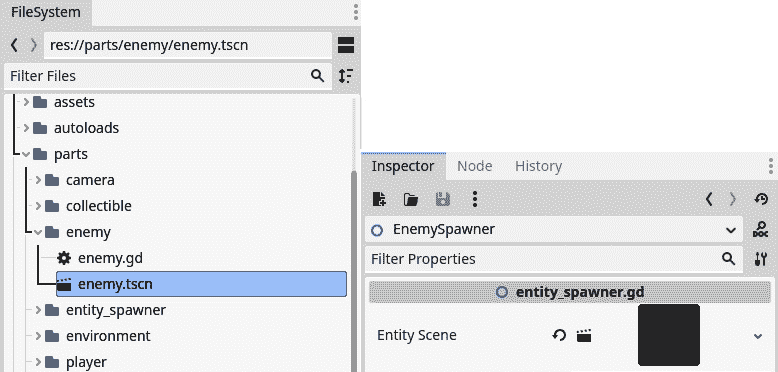 FileSystem
res://parts/enemy/enemy.tscn
Filter Files
assets
autoloads
parts
camera
collectible
enemy
enemy.gd
enemy.tscn
entity_spawner
environment
player
Inspector Node History
EnemySpawner
DOC
Filter Properties
entity_spawner.gd
Entity Scene